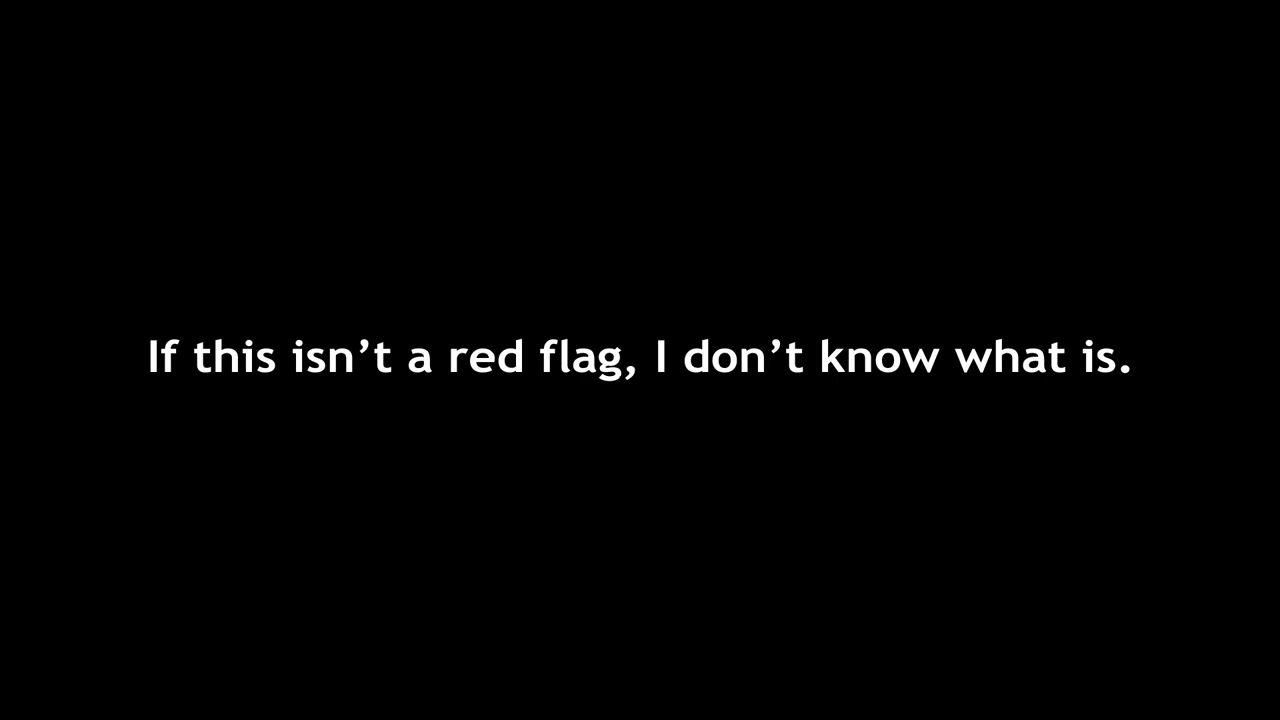 If this isn’t a red flag, I don’t know what is.